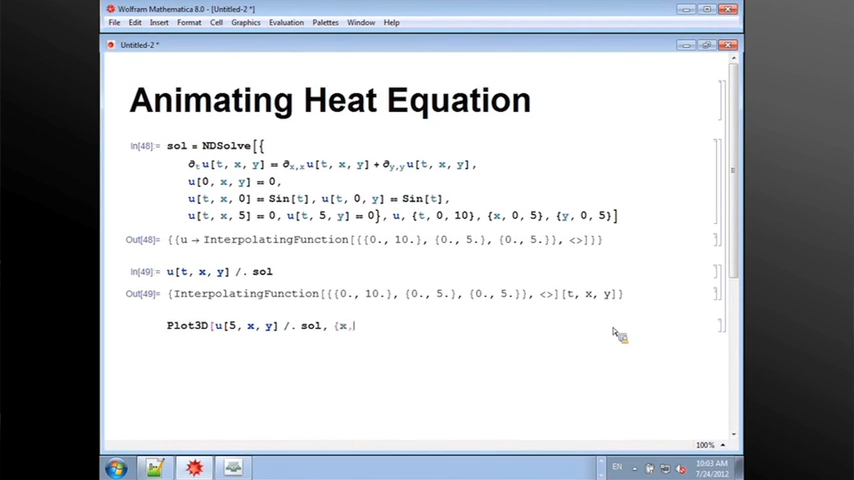 Wolfram Mathematica 8.0 - [Untitled-2 *]
File Edit Insert Format Cell Graphics Evaluation Palettes Window Help
Untitled-2 *
Animating Heat Equation
In[48]:= sol = NDSolve[{
∂t u[t, x, y] == ∂x,x u[t, x, y] + ∂y,y u[t, x, y],
u[0, x, y] == 0,
u[t, x, 0] == Sin[t], u[t, 0, y] == Sin[t],
u[t, x, 5] == 0, u[t, 5, y] == 0}, u, {t, 0, 10}, {x, 0, 5}, {y, 0, 5}]
Out[48]= {{u → InterpolatingFunction[{{0., 10.}, {0., 5.}, {0., 5.}}, <>]}}
In[49]:= u[t, x, y] /. sol
Out[49]= {InterpolatingFunction[{{0., 10.}, {0., 5.}, {0., 5.}}, <>][t, x, y]}
Plot3D[u[5, x, y] /. sol, {x,
100%
EN
10:03 AM
7/24/2012